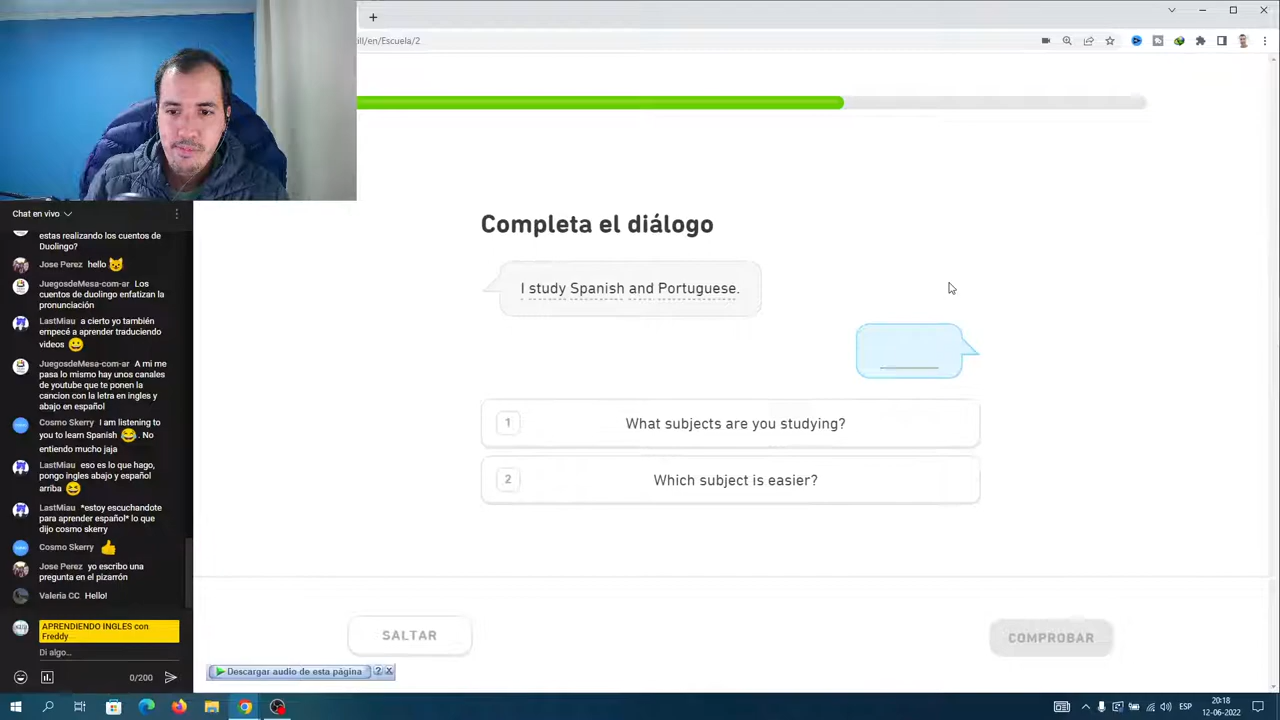 ill/en/Escuela/2
Chat en vivo
estas realizando los cuentos de
Duolingo?
Jose Perez hello
JuegosdeMesa-com-ar Los
cuentos de duolingo enfatizan la
pronunciación
LastMiau a cierto yo también
empecé a aprender traduciendo
videos
JuegosdeMesa-com-ar A mi me
pasa lo mismo hay unos canales
de youtube que te ponen la
cancion con la letra en ingles y
abajo en español
Cosmo Skerry I am listening to
you to learn Spanish . No
entiendo mucho jaja
LastMiau eso es lo que hago,
pongo ingles abajo y español
arriba
LastMiau *estoy escuchandote
para aprender español* lo que
dijo cosmo skerry
Cosmo Skerry
Jose Perez yo escribo una
pregunta en el pizarrón
Valeria CC Hello!
APRENDIENDO INGLES con
Freddy
Di algo...
0/200
Completa el diálogo
I study Spanish and Portuguese.
1 What subjects are you studying?
2 Which subject is easier?
SALTAR
COMPROBAR
Descargar audio de esta página ? X
ESP
20:18
12-06-2022